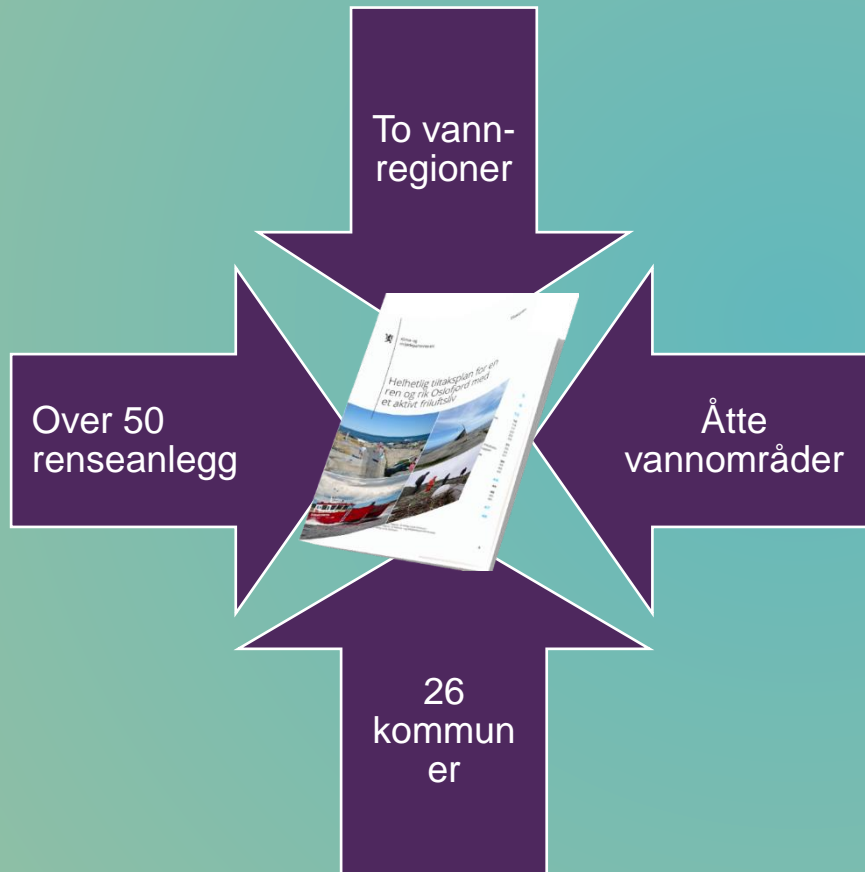 To vann-
regioner
Over 50
renseanlegg
Åtte
vannområder
Helhetlig tiltaksplan for en
ren og rik Oslofjord med
et aktivt friluftsliv
26
kommun
er